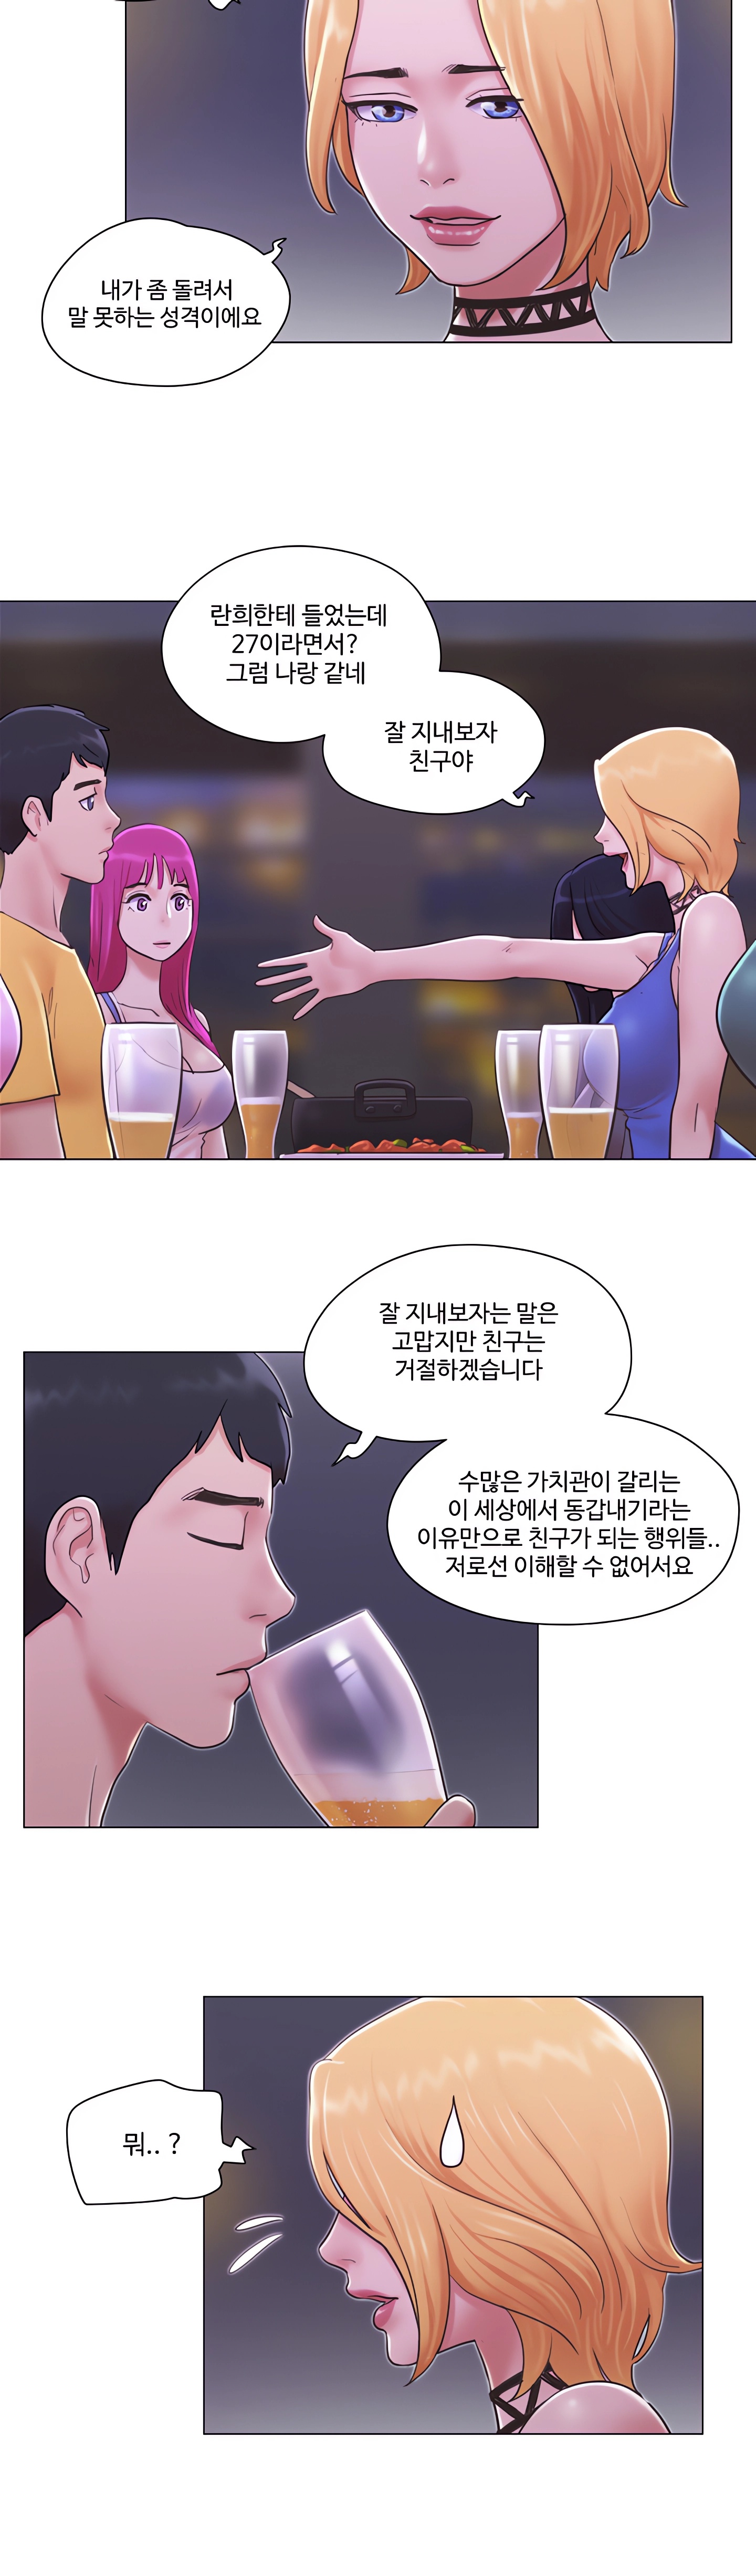 내가 좀 돌려서
말 못하는 성격이에요
란희한테 들었는데
27이라면서?
그럼 나랑 같네
잘 지내보자
친구야
잘 지내보자는 말은
고맙지만 친구는
거절하겠습니다
수많은 가치관이 갈리는
이 세상에서 동갑내기라는
이유만으로 친구가 되는 행위들..
저로선 이해할 수 없어서요
뭐.. ?